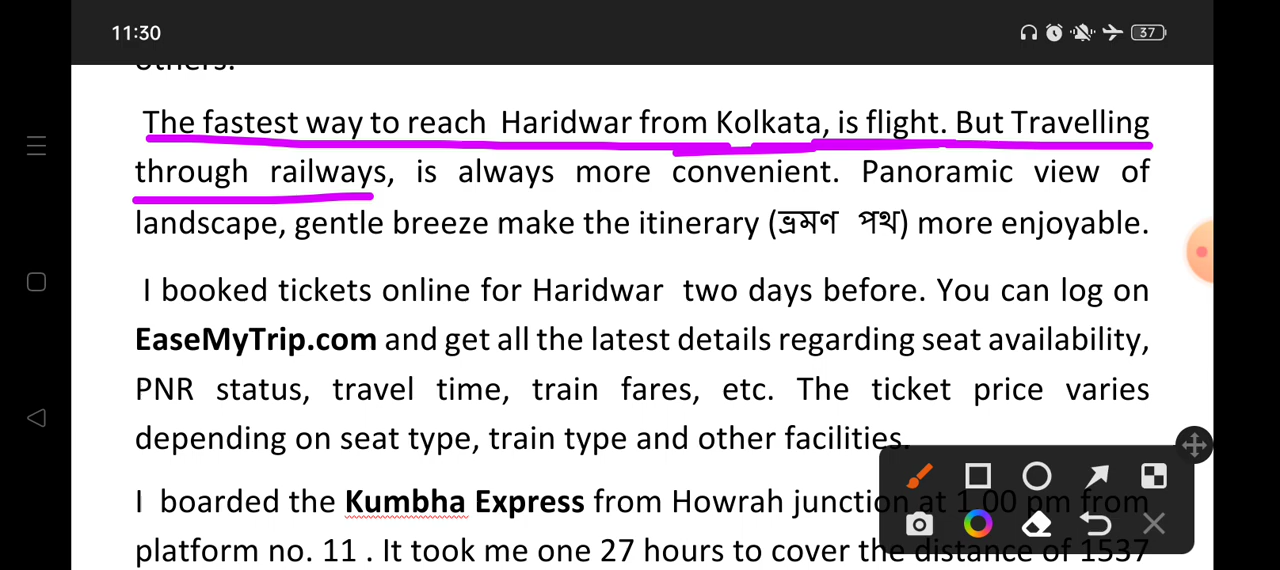 11:30
37
others.
The fastest way to reach Haridwar from Kolkata, is flight. But Travelling
through railways, is always more convenient. Panoramic view of
landscape, gentle breeze make the itinerary (ভ্রমণ পথ) more enjoyable.
I booked tickets online for Haridwar two days before. You can log on
EaseMyTrip.com and get all the latest details regarding seat availability,
PNR status, travel time, train fares, etc. The ticket price varies
depending on seat type, train type and other facilities.
I boarded the Kumbha Express from Howrah junction at 1.00 pm from
platform no. 11 . It took me one 27 hours to cover the distance of 1537